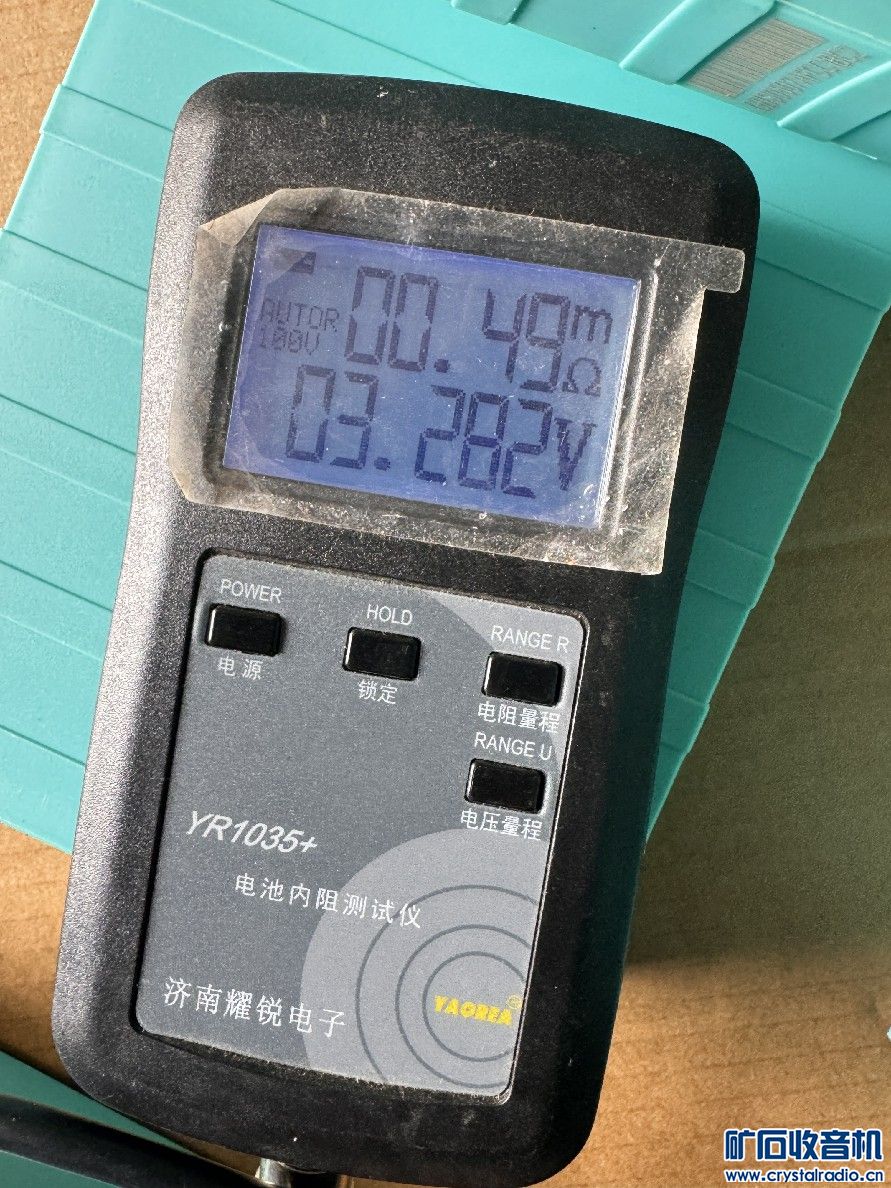 00.49mΩ
AUTOR
100V
03.282V
POWER
电源
HOLD
锁定
RANGE R
电阻量程
RANGE U
电压量程
YR1035+
电池内阻测试仪
济南耀锐电子
YAOREA
矿石收音机
www.crystalradio.cn